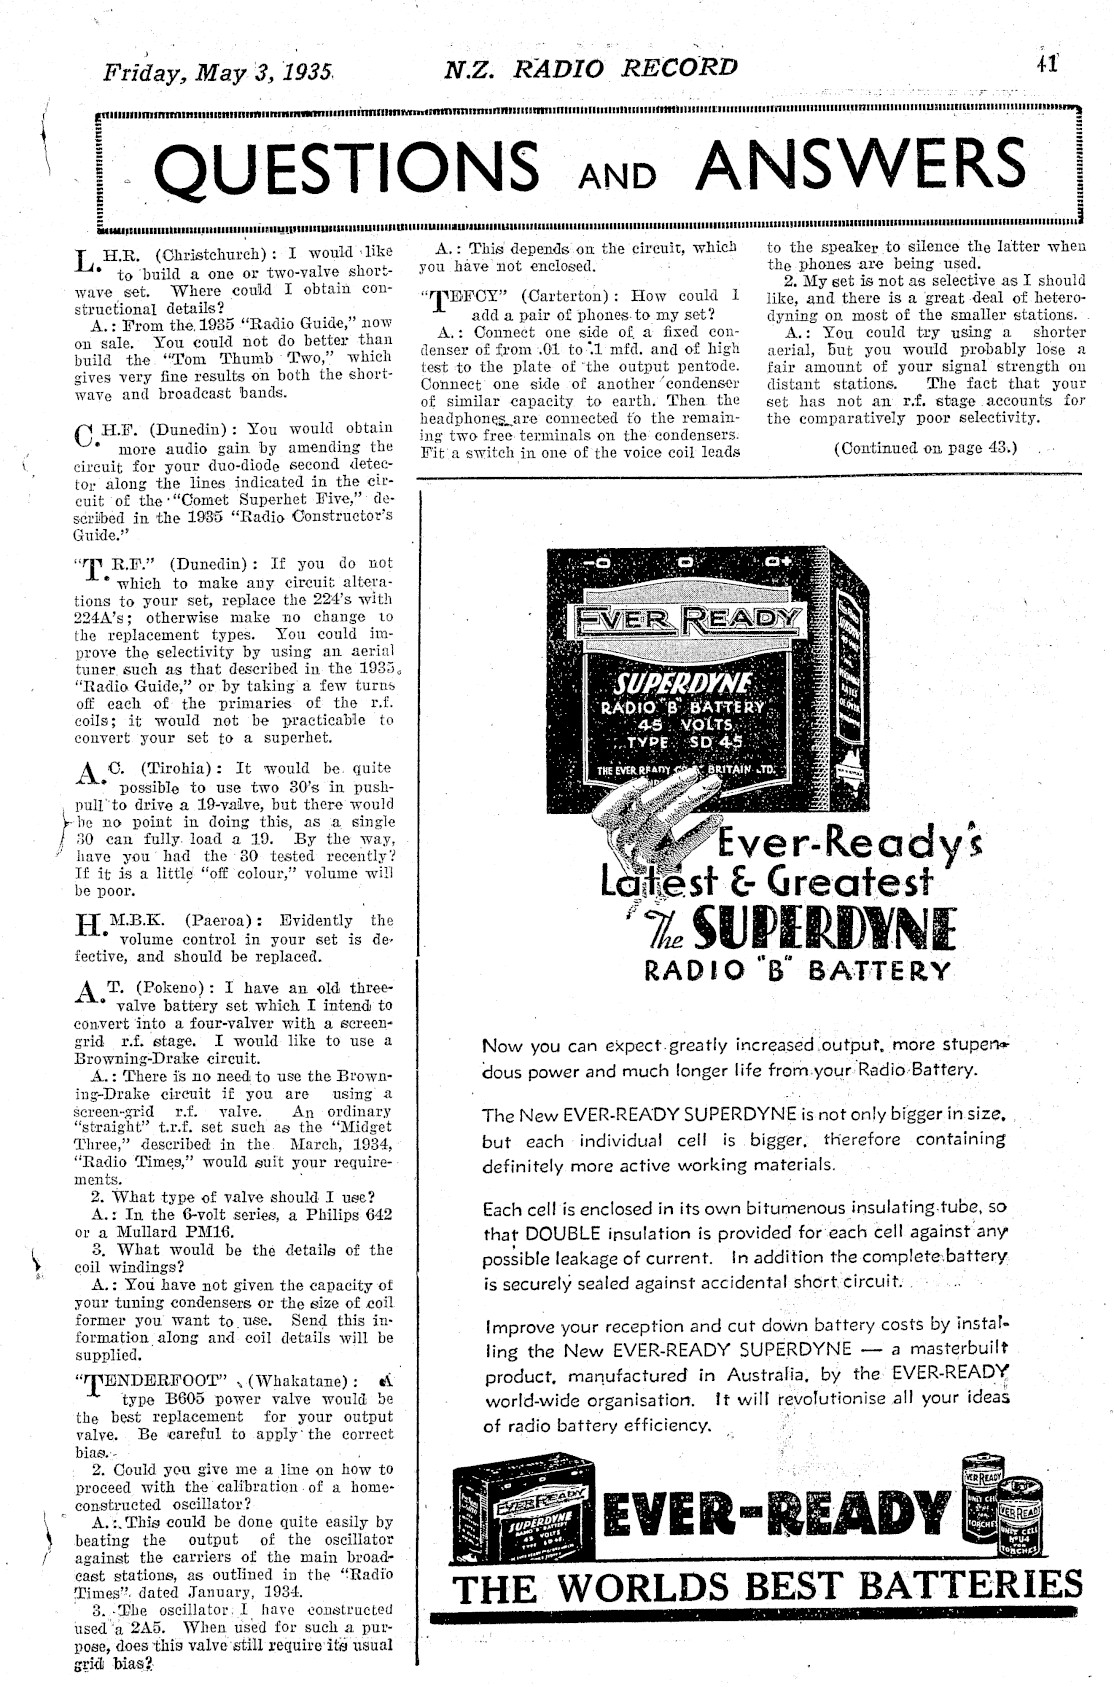 Friday, May 3, 1935.
N.Z. RADIO RECORD
41
QUESTIONS AND ANSWERS
L.H.R. (Christchurch): I would like
to build a one or two-valve short-
wave set. Where could I obtain con-
structional details?
A.: From the 1935 "Radio Guide," now
on sale. You could not do better than
build the "Tom Thumb Two," which
gives very fine results on both the short-
wave and broadcast bands.
C.H.F. (Dunedin): You would obtain
more audio gain by amending the
circuit for your duo-diode second detec-
tor along the lines indicated in the cir-
cuit of the "Comet Superhet Five," de-
scribed in the 1935 "Radio Constructor's
Guide."
"T.R.F." (Dunedin): If you do not
which to make any circuit altera-
tions to your set, replace the 224's with
224A's; otherwise make no change to
the replacement types. You could im-
prove the selectivity by using an aerial
tuner such as that described in the 1935
"Radio Guide," or by taking a few turns
off each of the primaries of the r.f.
coils; it would not be practicable to
convert your set to a superhet.
A.C. (Tirohia): It would be quite
possible to use two 30's in push-
pull to drive a 19-valve, but there would
be no point in doing this, as a single
30 can fully load a 19. By the way,
have you had the 30 tested recently?
If it is a little "off colour," volume will
be poor.
H.M.B.K. (Paeroa): Evidently the
volume control in your set is de-
fective, and should be replaced.
A.T. (Pokeno): I have an old three-
valve battery set which I intend to
convert into a four-valver with a screen-
grid r.f. stage. I would like to use a
Browning-Drake circuit.
A.: There is no need to use the Brown-
ing-Drake circuit if you are using a
screen-grid r.f. valve. An ordinary
"straight" t.r.f. set such as the "Midget
Three," described in the March, 1934,
"Radio Times," would suit your require-
ments.
2. What type of valve should I use?
A.: In the 6-volt series, a Philips 642
or a Mullard PM16.
3. What would be the details of the
coil windings?
A.: You have not given the capacity of
your tuning condensers or the size of coil
former you want to use. Send this in-
formation along and coil details will be
supplied.
"TENDERFOOT" (Whakatane): A
type B605 power valve would be
the best replacement for your output
valve. Be careful to apply the correct
bias.
2. Could you give me a line on how to
proceed with the calibration of a home-
constructed oscillator?
A.: This could be done quite easily by
beating the output of the oscillator
against the carriers of the main broad-
cast stations, as outlined in the "Radio
Times" dated January, 1934.
3. The oscillator I have constructed
used a 2A5. When used for such a pur-
pose, does this valve still require its usual
grid bias?
A.: This depends on the circuit, which
you have not enclosed.
"TEFCY" (Carterton): How could I
add a pair of phones to my set?
A.: Connect one side of a fixed con-
denser of from .01 to .1 mfd. and of high
test to the plate of the output pentode.
Connect one side of another condenser
of similar capacity to earth. Then the
headphones are connected to the remain-
ing two free terminals on the condensers.
Fit a switch in one of the voice coil leads
to the speaker to silence the latter when
the phones are being used.
2. My set is not as selective as I should
like, and there is a great deal of hetero-
dyning on most of the smaller stations.
A.: You could try using a shorter
aerial, but you would probably lose a
fair amount of your signal strength on
distant stations. The fact that your
set has not an r.f. stage accounts for
the comparatively poor selectivity.
(Continued on page 43.)
EVER READY
SUPERDYNE
RADIO "B" BATTERY
45 VOLTS
TYPE SD 45
THE EVER READY CO. BRITAIN LTD.
Ever-Ready's
Latest & Greatest
The SUPERDYNE
RADIO "B" BATTERY
Now you can expect greatly increased output, more stupen-
dous power and much longer life from your Radio Battery.
The New EVER-READY SUPERDYNE is not only bigger in size,
but each individual cell is bigger, therefore containing
definitely more active working materials.
Each cell is enclosed in its own bitumenous insulating tube, so
that DOUBLE insulation is provided for each cell against any
possible leakage of current. In addition the complete battery
is securely sealed against accidental short circuit.
Improve your reception and cut down battery costs by instal-
ling the New EVER-READY SUPERDYNE — a masterbuilt
product, manufactured in Australia, by the EVER-READY
world-wide organisation. It will revolutionise all your ideas
of radio battery efficiency.
EVER READY
SUPERDYNE
RADIO "B" BATTERY
45 VOLTS
EVER-READY
EVER READY
UNIT CELL
TORCHES
EVER READY
UNIT CELL
No U4
FOR
TORCHES
THE WORLDS BEST BATTERIES